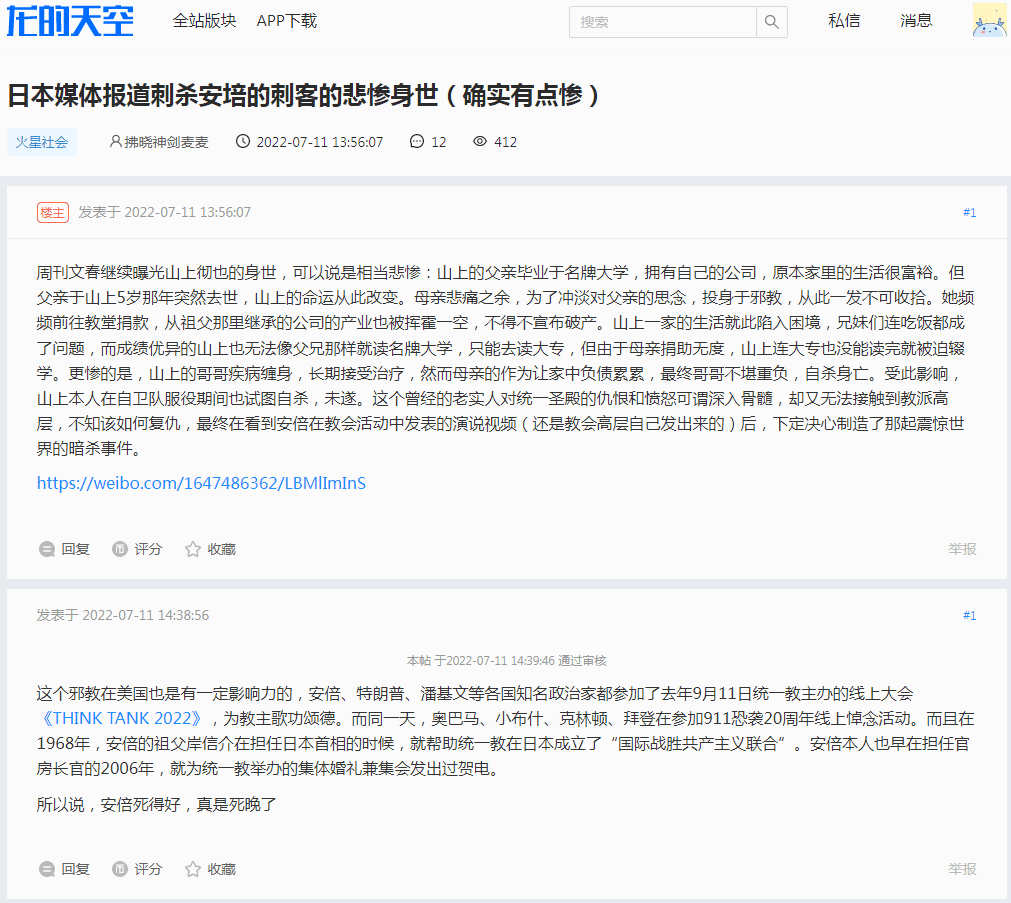 龙的天空
全站版块 APP下载
搜索
私信
消息
日本媒体报道刺杀安培的刺客的悲惨身世（确实有点惨）
火星社会
拂晓神剑麦麦
2022-07-11 13:56:07
12
412
楼主 发表于 2022-07-11 13:56:07
#1
周刊文春继续曝光山上彻也的身世，可以说是相当悲惨：山上的父亲毕业于名牌大学，拥有自己的公司，原本家里的生活很富裕。但
父亲于山上5岁那年突然去世，山上的命运从此改变。母亲悲痛之余，为了冲淡对父亲的思念，投身于邪教，从此一发不可收拾。她频
频前往教堂捐款，从祖父那里继承的公司的产业也被挥霍一空，不得不宣布破产。山上一家的生活就此陷入困境，兄妹们连吃饭都成
了问题，而成绩优异的山上也无法像父兄那样就读名牌大学，只能去读大专，但由于母亲捐助无度，山上连大专也没能读完就被迫辍
学。更惨的是，山上的哥哥疾病缠身，长期接受治疗，然而母亲的作为让家中负债累累，最终哥哥不堪重负，自杀身亡。受此影响，
山上本人在自卫队服役期间也试图自杀，未遂。这个曾经的老实人对统一圣殿的仇恨和愤怒可谓深入骨髓，却又无法接触到教派高
层，不知该如何复仇，最终在看到安倍在教会活动中发表的演说视频（还是教会高层自己发出来的）后，下定决心制造了那起震惊世
界的暗杀事件。
https://weibo.com/1647486362/LBMlImInS
回复
评分
收藏
举报
发表于 2022-07-11 14:38:56
#1
本帖 于2022-07-11 14:39:46 通过审核
这个邪教在美国也是有一定影响力的，安倍、特朗普、潘基文等各国知名政治家都参加了去年9月11日统一教主办的线上大会
《THINK TANK 2022》，为教主歌功颂德。而同一天，奥巴马、小布什、克林顿、拜登在参加911恐袭20周年线上悼念活动。而且在
1968年，安倍的祖父岸信介在担任日本首相的时候，就帮助统一教在日本成立了“国际战胜共产主义联合”。安倍本人也早在担任官
房长官的2006年，就为统一教举办的集体婚礼兼集会发出过贺电。
所以说，安倍死得好，真是死晚了
回复
评分
收藏
举报